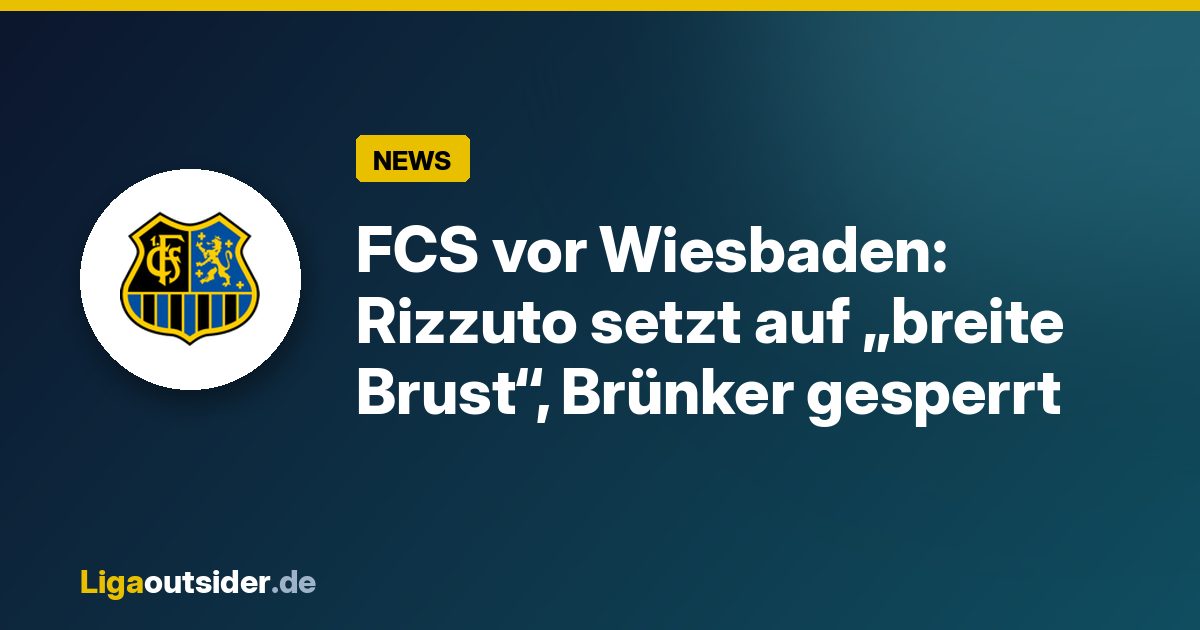 NEWS
FCS vor Wiesbaden:
Rizzuto setzt auf „breite
Brust“, Brünker gesperrt
Ligaoutsider.de